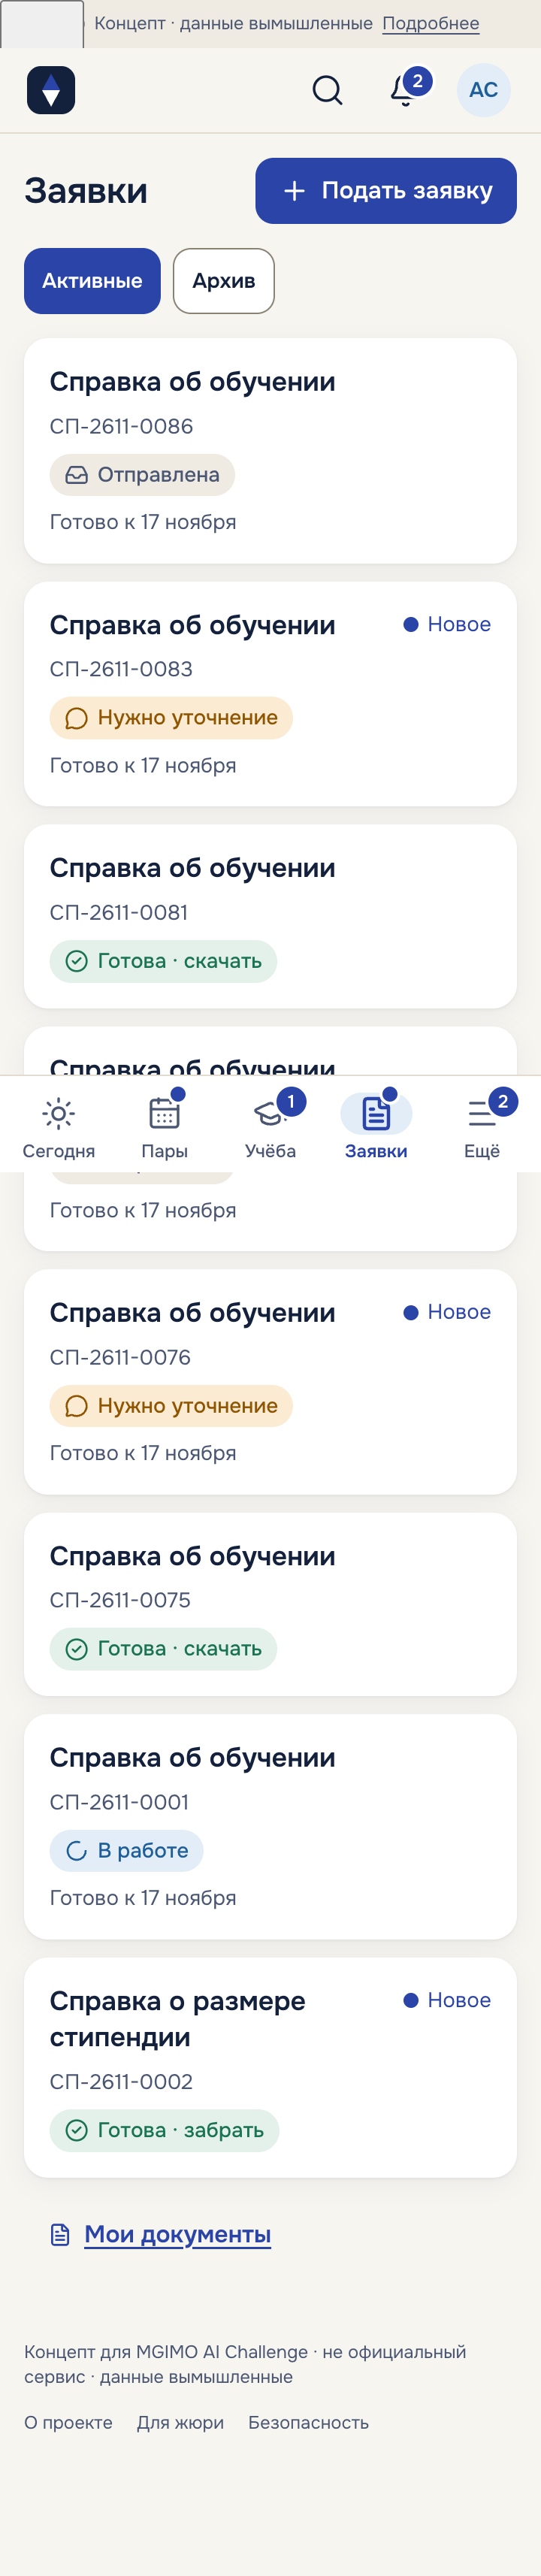 Концепт · данные вымышленные Подробнее
2
АС
Заявки
Подать заявку
Активные
Архив
Справка об обучении
СП-2611-0086
Отправлена
Готово к 17 ноября
Справка об обучении
Новое
СП-2611-0083
Нужно уточнение
Готово к 17 ноября
Справка об обучении
СП-2611-0081
Готова · скачать
Справка об обучении
1
2
Сегодня
Пары
Учёба
Заявки
Ещё
Готово к 17 ноября
Справка об обучении
Новое
СП-2611-0076
Нужно уточнение
Готово к 17 ноября
Справка об обучении
СП-2611-0075
Готова · скачать
Справка об обучении
СП-2611-0001
В работе
Готово к 17 ноября
Справка о размере
стипендии
Новое
СП-2611-0002
Готова · забрать
Мои документы
Концепт для MGIMO AI Challenge · не официальный
сервис · данные вымышленные
О проекте Для жюри Безопасность